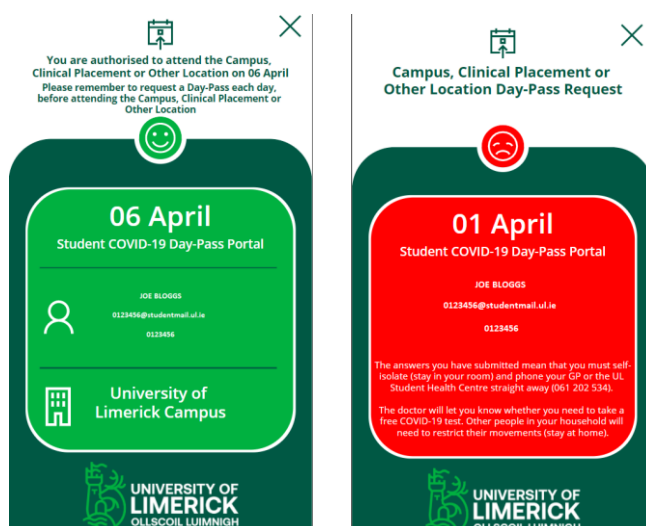 You are authorised to attend the Campus,
Clinical Placement or Other Location on 06 April
Please remember to request a Day-Pass each day,
before attending the Campus, Clinical Placement or
Other Location
06 April
Student COVID-19 Day-Pass Portal
JOE BLOGGS
0123456@studentmail.ul.ie
0123456
University of
Limerick Campus
UNIVERSITY OF
LIMERICK
OLLSCOIL LUIMNIGH
Campus, Clinical Placement or
Other Location Day-Pass Request
01 April
Student COVID-19 Day-Pass Portal
JOE BLOGGS
0123456@studentmail.ul.ie
0123456
The answers you have submitted mean that you must self-
isolate (stay in your room) and phone your GP or the UL
Student Health Centre straight away (061 202 534).
The doctor will let you know whether you need to take a
free COVID-19 test. Other people in your household will
need to restrict their movements (stay at home).
UNIVERSITY OF
LIMERICK
OLLSCOIL LUIMNIGH